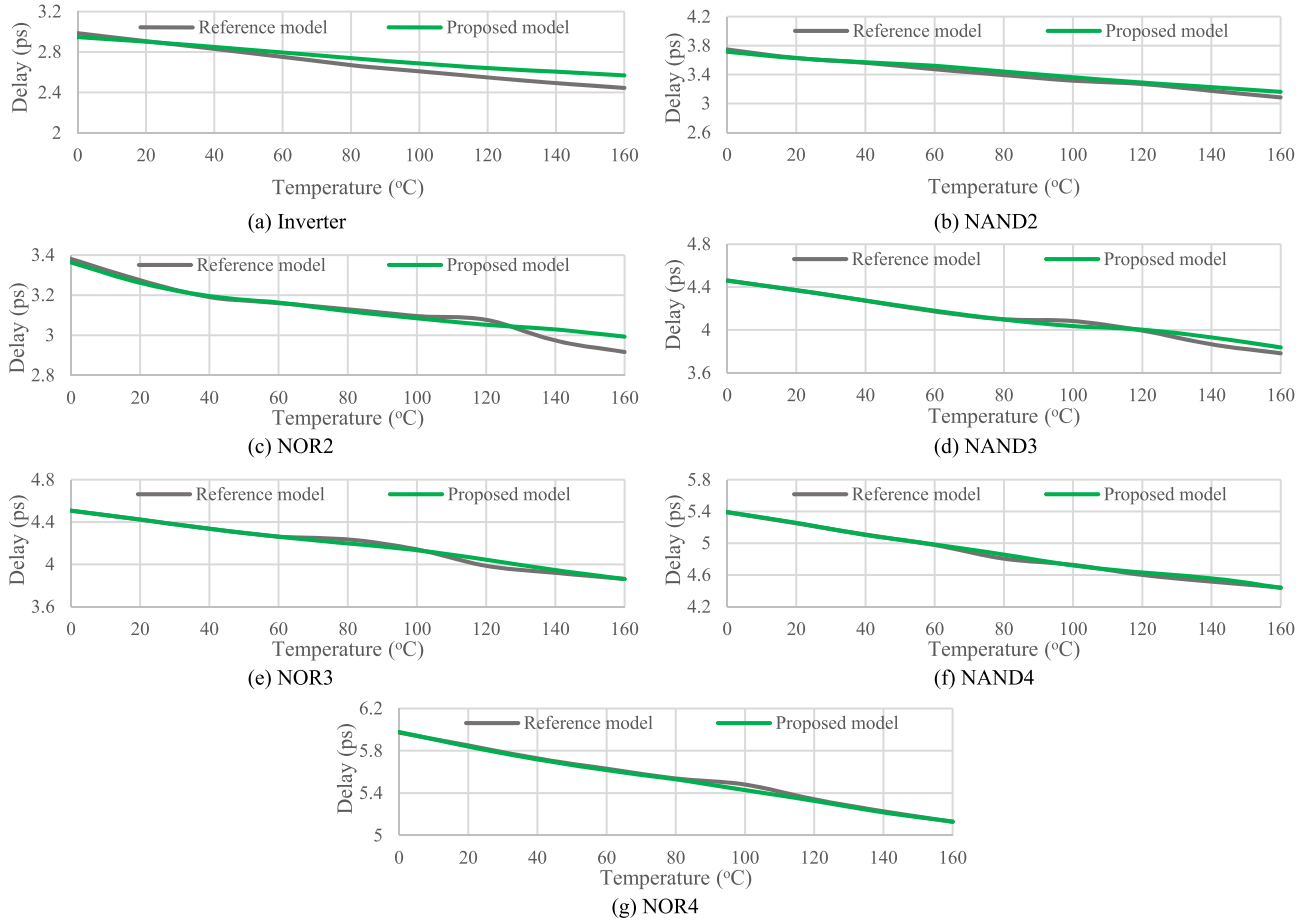 Reference model Proposed model
Delay (ps)
3.2
2.8
2.4
2
0 20 40 60 80 100 120 140 160
Temperature (°C)
(a) Inverter
Reference model Proposed model
Delay (ps)
4.2
3.8
3.4
3
2.6
0 20 40 60 80 100 120 140 160
Temperature (°C)
(b) NAND2
Reference model Proposed model
Delay (ps)
3.4
3.2
3
2.8
0 20 40 60 80 100 120 140 160
Temperature (°C)
(c) NOR2
Reference model Proposed model
Delay (ps)
4.8
4.4
4
3.6
0 20 40 60 80 100 120 140 160
Temperature (°C)
(d) NAND3
Reference model Proposed model
Delay (ps)
4.8
4.4
4
3.6
0 20 40 60 80 100 120 140 160
Temperature (°C)
(e) NOR3
Reference model Proposed model
Delay (ps)
5.8
5.4
5
4.6
4.2
0 20 40 60 80 100 120 140 160
Temperature (°C)
(f) NAND4
Reference model Proposed model
Delay (ps)
6.2
5.8
5.4
5
0 20 40 60 80 100 120 140 160
Temperature (°C)
(g) NOR4